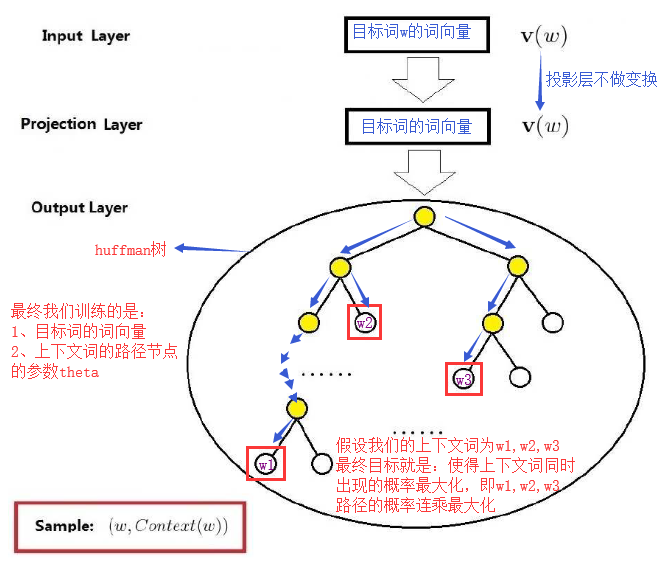 Input Layer
目标词w的词向量
v(w)
投影层不做变换
Projection Layer
目标词的词向量
v(w)
Output Layer
huffman树
最终我们训练的是：
1、目标词的词向量
2、上下文词的路径节点
的参数theta
w2
......
w3
......
w1
假设我们的上下文词为w1,w2,w3
最终目标就是：使得上下文词同时
出现的概率最大化，即w1,w2,w3
路径的概率连乘最大化
Sample: (w, Context(w))